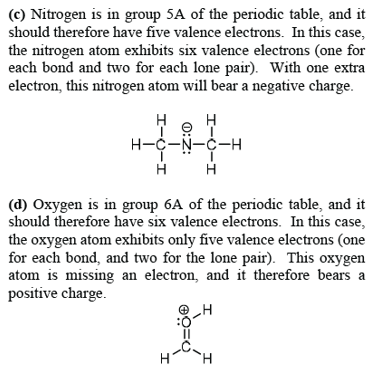 (c) Nitrogen is in group 5A of the periodic table, and it
should therefore have five valence electrons. In this case,
the nitrogen atom exhibits six valence electrons (one for
each bond and two for each lone pair). With one extra
electron, this nitrogen atom will bear a negative charge.
H ⊖ H
H–C–N–C–H
H H
(d) Oxygen is in group 6A of the periodic table, and it
should therefore have six valence electrons. In this case,
the oxygen atom exhibits only five valence electrons (one
for each bond, and two for the lone pair). This oxygen
atom is missing an electron, and it therefore bears a
positive charge.
⊕ H
:O
C
H H